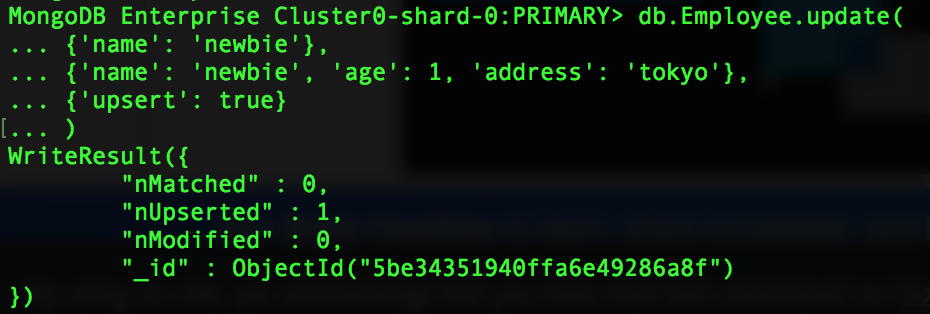 MongoDB Enterprise Cluster0-shard-0:PRIMARY> db.Employee.update(
... {'name': 'newbie'},
... {'name': 'newbie', 'age': 1, 'address': 'tokyo'},
... {'upsert': true}
[... )
WriteResult({
        "nMatched" : 0,
        "nUpserted" : 1,
        "nModified" : 0,
        "_id" : ObjectId("5be34351940ffa6e49286a8f")
})